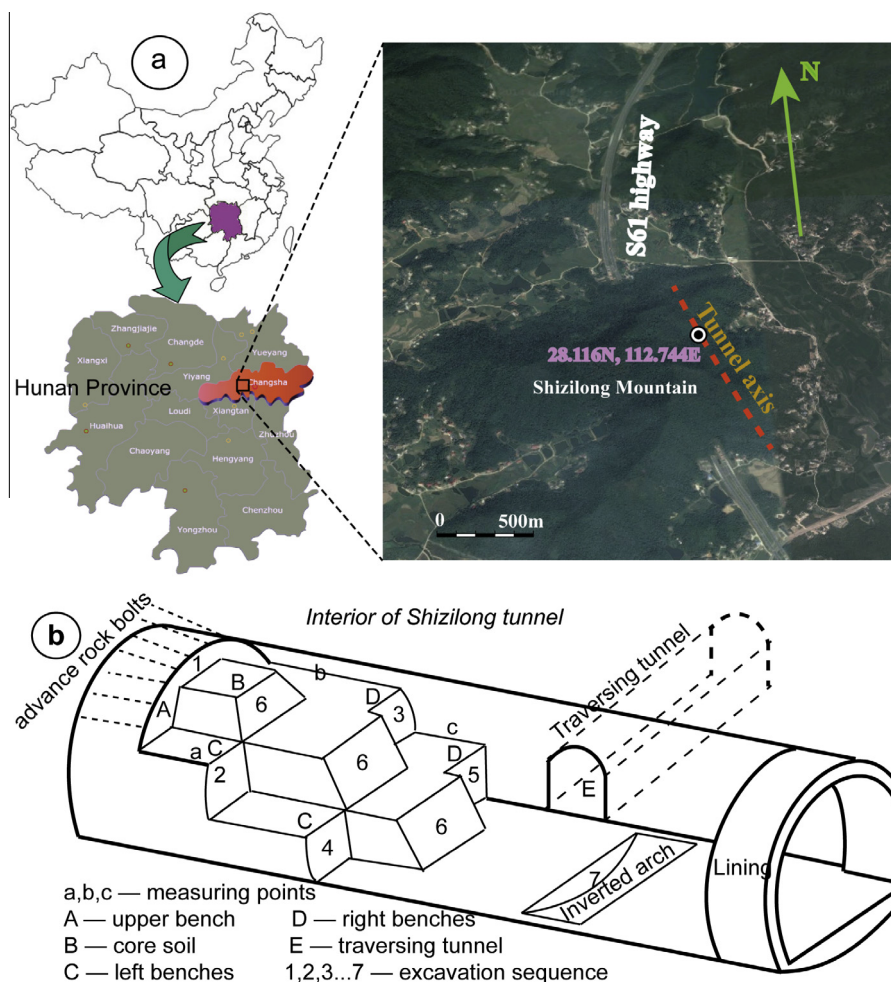 a
Zhangjiajie
Changde
Yueyang
Xiangxi
Yiyang
Changsha
Hunan Province
Loudi
Xiangtan
Huaihua
Zhuzhou
Chaoyang
Hengyang
Chenzhou
Yongzhou
N
S61 highway
Tunnel axis
28.116N, 112.744E
Shizilong Mountain
0 500m
b
Interior of Shizilong tunnel
advance rock bolts
Traversing tunnel
1
b
B
D
A
6
3
c
a
C
D
2
6
5
E
C
6
4
7
Inverted arch
Lining
a,b,c — measuring points
A — upper bench
D — right benches
B — core soil
E — traversing tunnel
C — left benches
1,2,3...7 — excavation sequence